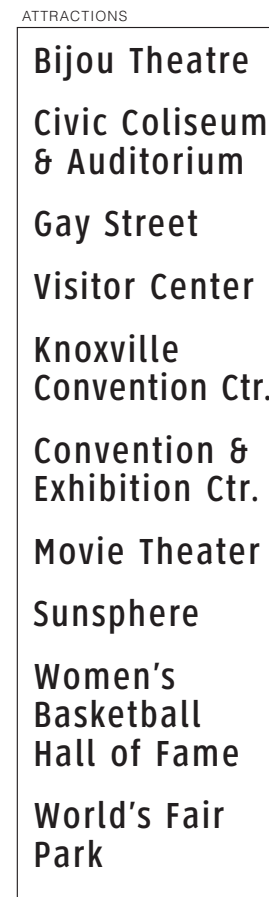 ATTRACTIONS
Bijou Theatre
Civic Coliseum
& Auditorium
Gay Street
Visitor Center
Knoxville
Convention Ctr.
Convention &
Exhibition Ctr.
Movie Theater
Sunsphere
Women's
Basketball
Hall of Fame
World's Fair
Park